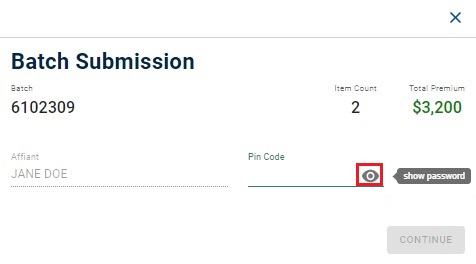 Batch Submission
Batch Item Count Total Premium
6102309 2 $3,200
Affiant Pin Code
JANE DOE
show password
CONTINUE